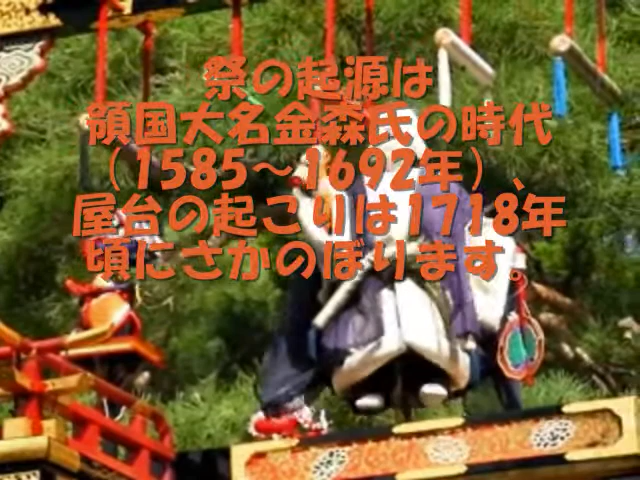 祭の起源は
領国大名金森氏の時代
（1585～1692年）、
屋台の起こりは1718年
頃にさかのぼります。